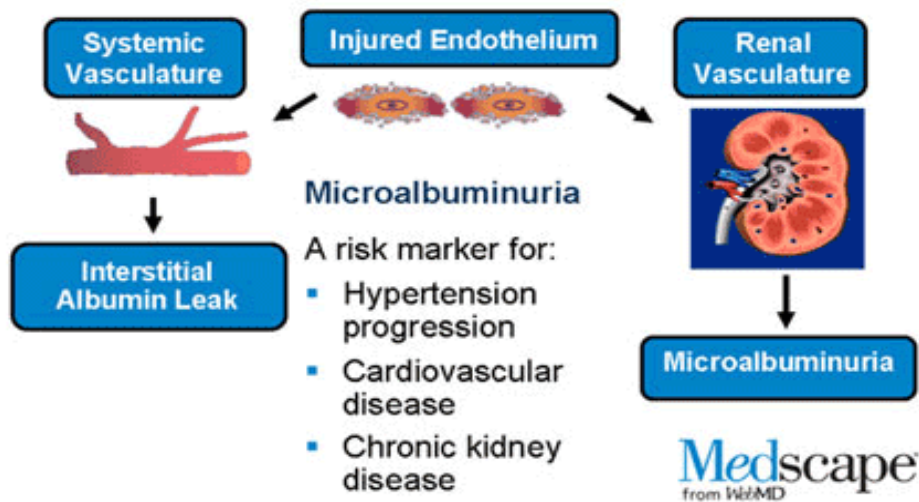 Systemic
Vasculature
Injured Endothelium
Renal
Vasculature
Microalbuminuria
A risk marker for:
▪ Hypertension
progression
▪ Cardiovascular
disease
▪ Chronic kidney
disease
Interstitial
Albumin Leak
Microalbuminuria
Medscape®
from WebMD